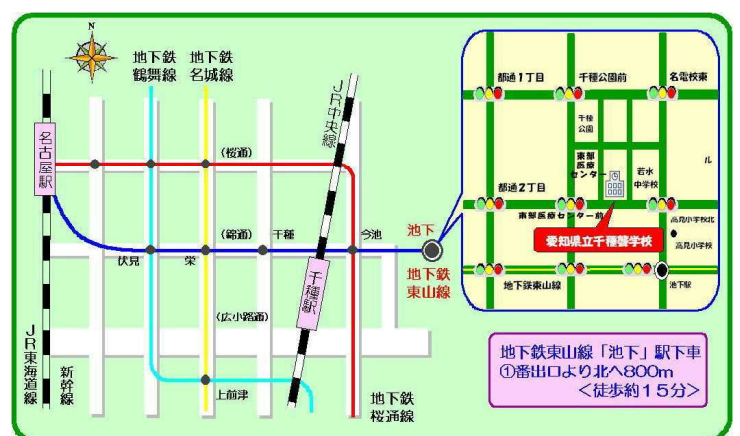 地下鉄
鶴舞線
地下鉄
名城線
JR中央線
名古屋駅
(桜通)
伏見
栄
(錦通)
千種
今池
池下
地下鉄
東山線
千種駅
(広小路通)
上前津
JR東海道線
新幹線
地下鉄
桜通線
都通1丁目
千種公園前
名電校東
千種
公園
東部
医療
センター
若水
中学校
ル
都通2丁目
東部医療センター前
高見小学校北
高見小学校
愛知県立千種聾学校
地下鉄東山線
池下駅
地下鉄東山線「池下」駅下車
①番出口より北へ800m
<徒歩約15分>